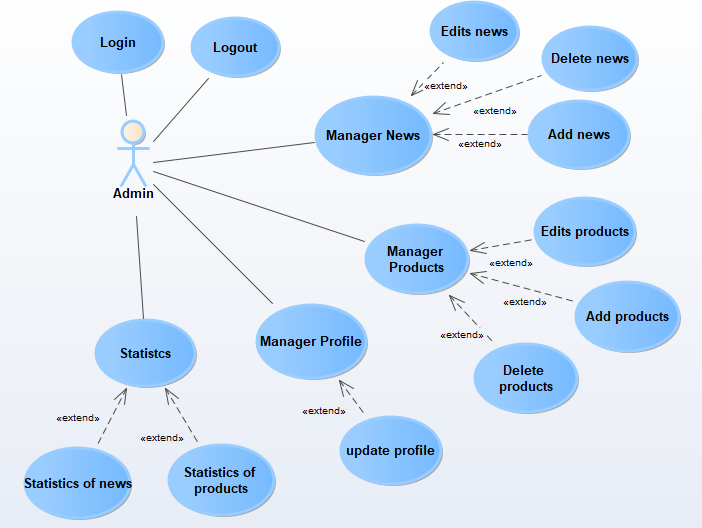 Edits news
Login
Logout
Delete news
«extend»
«extend»
Manager News
Add news
«extend»
Admin
Edits products
Manager
Products
«extend»
«extend»
Add products
«extend»
Manager Profile
Statistcs
Delete
products
«extend»
«extend»
«extend»
update profile
Statistics of news
Statistics of
products